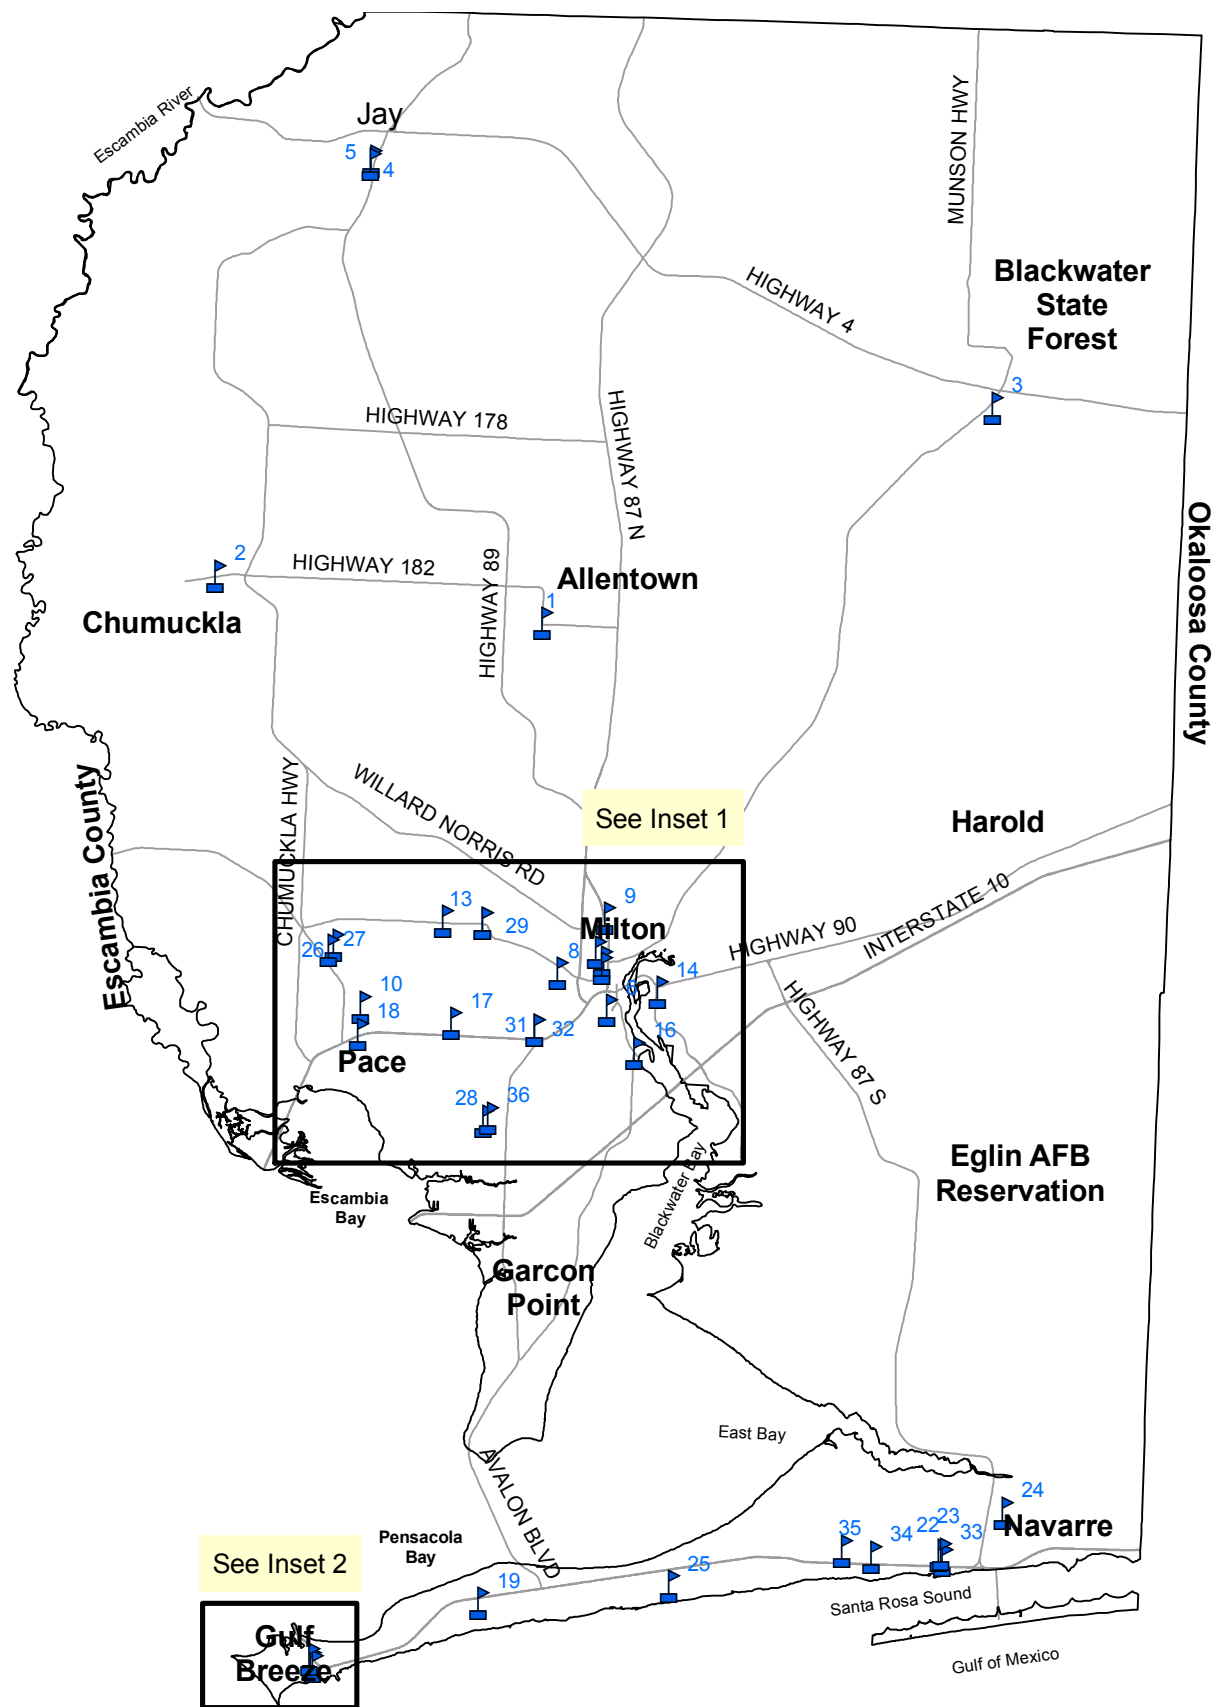 Escambia River
Jay
5
4
MUNSON HWY
Blackwater
State
Forest
HIGHWAY 4
3
HIGHWAY 178
HIGHWAY 87 N
Okaloosa County
2
HIGHWAY 182
HIGHWAY 89
Allentown
1
Chumuckla
Escambia County
CHUMUCKLA HWY
WILLARD NORRIS RD
See Inset 1
Harold
13
9
29
Milton
27
26
8
HIGHWAY 90
INTERSTATE 10
14
10
6
HIGHWAY 87 S
18
17
31
32
16
Pace
28
36
Eglin AFB
Reservation
Escambia
Bay
Blackwater Bay
Garcon
Point
East Bay
AVALON BLVD
24
23
22
33
34
35
Navarre
Pensacola
Bay
See Inset 2
25
19
Santa Rosa Sound
Gulf
Breeze
Gulf of Mexico